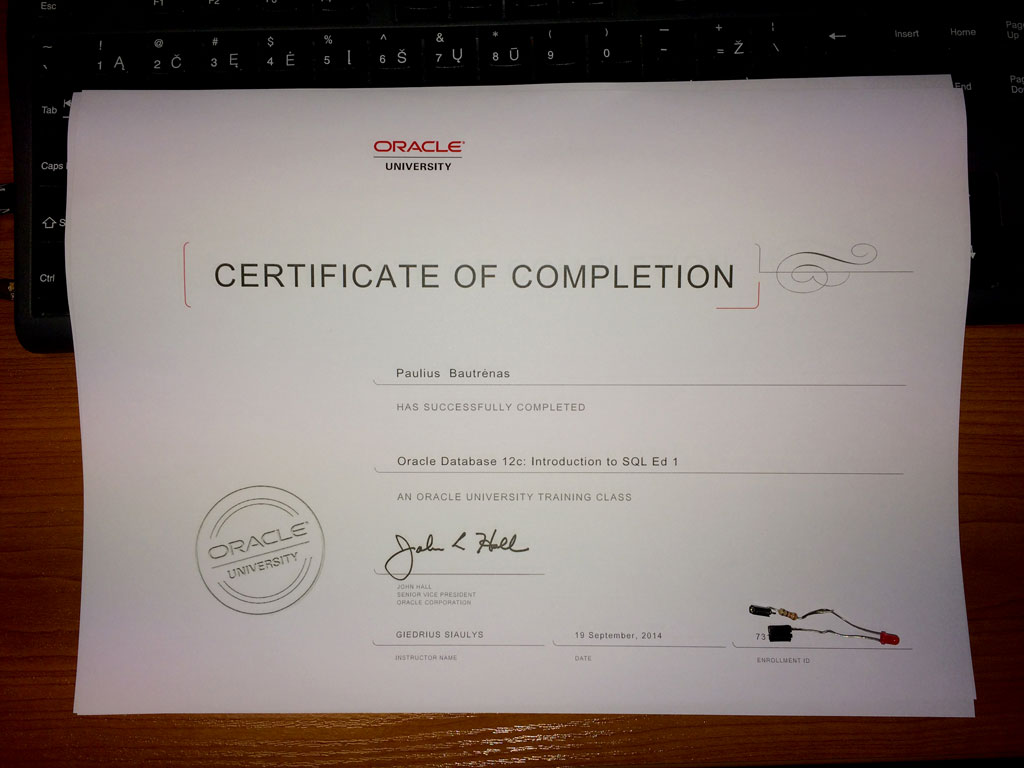 Esc F1 F2
~ ! @ # $ % ^ & * ( ) — +
` 1 Ą 2 Č 3 Ę 4 Ė 5 Į 6 Š 7 Ų 8 Ū 9 0 - = Ž \ Insert Home Page Up
Tab End
Caps
Ctrl
ORACLE
UNIVERSITY
CERTIFICATE OF COMPLETION
Paulius Bautrėnas
HAS SUCCESSFULLY COMPLETED
Oracle Database 12c: Introduction to SQL Ed 1
AN ORACLE UNIVERSITY TRAINING CLASS
ORACLE
UNIVERSITY
John L Hall
JOHN HALL
SENIOR VICE PRESIDENT
ORACLE CORPORATION
GIEDRIUS SIAULYS 19 September, 2014 73
INSTRUCTOR NAME DATE ENROLLMENT ID